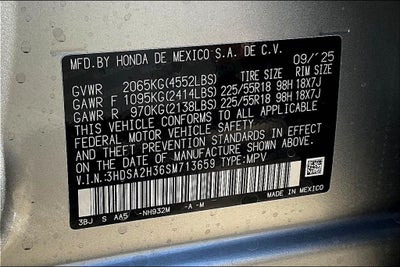 MFD.BY HONDA DE MEXICO S.A. DE C.V.
09/'25
GVWR 2065KG(4552LBS) TIRE SIZE RIM SIZE
GAWR F 1095KG(2414LBS) 225/55R18 98H 18X7J
GAWR R 970KG(2138LBS) 225/55R18 98H 18X7J
THIS VEHICLE CONFORMS TO ALL APPLICABLE
FEDERAL MOTOR VEHICLE SAFETY
AND THEFT PREVENTION STANDARDS IN EFFECT
ON THE DATE OF MANUFACTURE SHOWN ABOVE.
V.I.N.:3HDSA2H36SM713659 TYPE:MPV
MADE IN MEXICO
3BJ S AA5 -NH932M -A -M